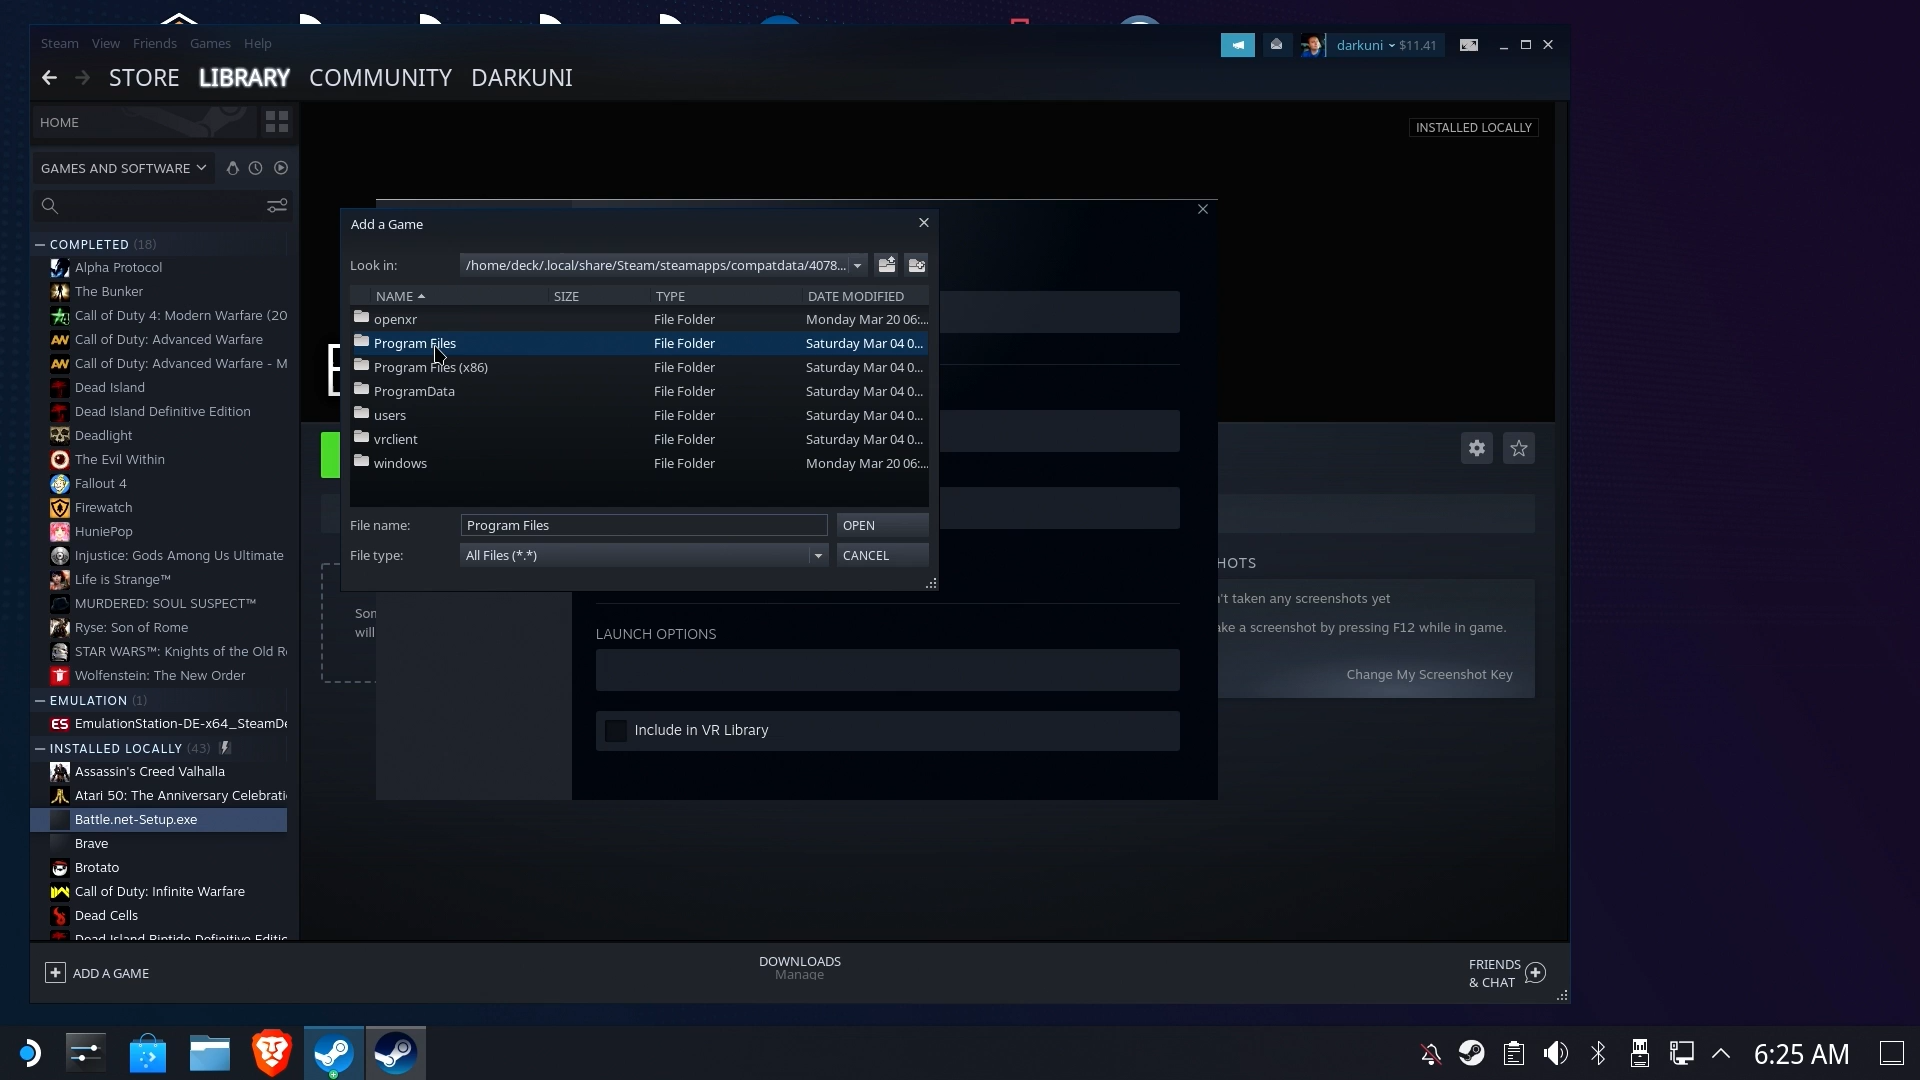 Steam View Friends Games Help
darkuni $11.41
STORE LIBRARY COMMUNITY DARKUNI
HOME
INSTALLED LOCALLY
GAMES AND SOFTWARE
COMPLETED (18)
Alpha Protocol
The Bunker
Call of Duty 4: Modern Warfare (20
Call of Duty: Advanced Warfare
Call of Duty: Advanced Warfare - M
Dead Island
Dead Island Definitive Edition
Deadlight
The Evil Within
Fallout 4
Firewatch
HuniePop
Injustice: Gods Among Us Ultimate
Life is Strange™
MURDERED: SOUL SUSPECT™
Ryse: Son of Rome
STAR WARS™: Knights of the Old Re
Wolfenstein: The New Order
EMULATION (1)
EmulationStation-DE-x64_SteamDe
INSTALLED LOCALLY (43)
Assassin's Creed Valhalla
Atari 50: The Anniversary Celebrati
Battle.net-Setup.exe
Brave
Brotato
Call of Duty: Infinite Warfare
Dead Cells
Dead Island Riptide Definitive Editic
Add a Game
Look in: /home/deck/.local/share/Steam/steamapps/compatdata/4078...
NAME SIZE TYPE DATE MODIFIED
openxr File Folder Monday Mar 20 06:...
Program Files File Folder Saturday Mar 04 0...
Program Files (x86) File Folder Saturday Mar 04 0...
ProgramData File Folder Saturday Mar 04 0...
users File Folder Saturday Mar 04 0...
vrclient File Folder Saturday Mar 04 0...
windows File Folder Monday Mar 20 06:...
File name: Program Files OPEN
File type: All Files (*.*) CANCEL
Son
will
LAUNCH OPTIONS
Include in VR Library
HOTS
't taken any screenshots yet
ake a screenshot by pressing F12 while in game.
Change My Screenshot Key
ADD A GAME
DOWNLOADS
Manage
FRIENDS
& CHAT
6:25 AM